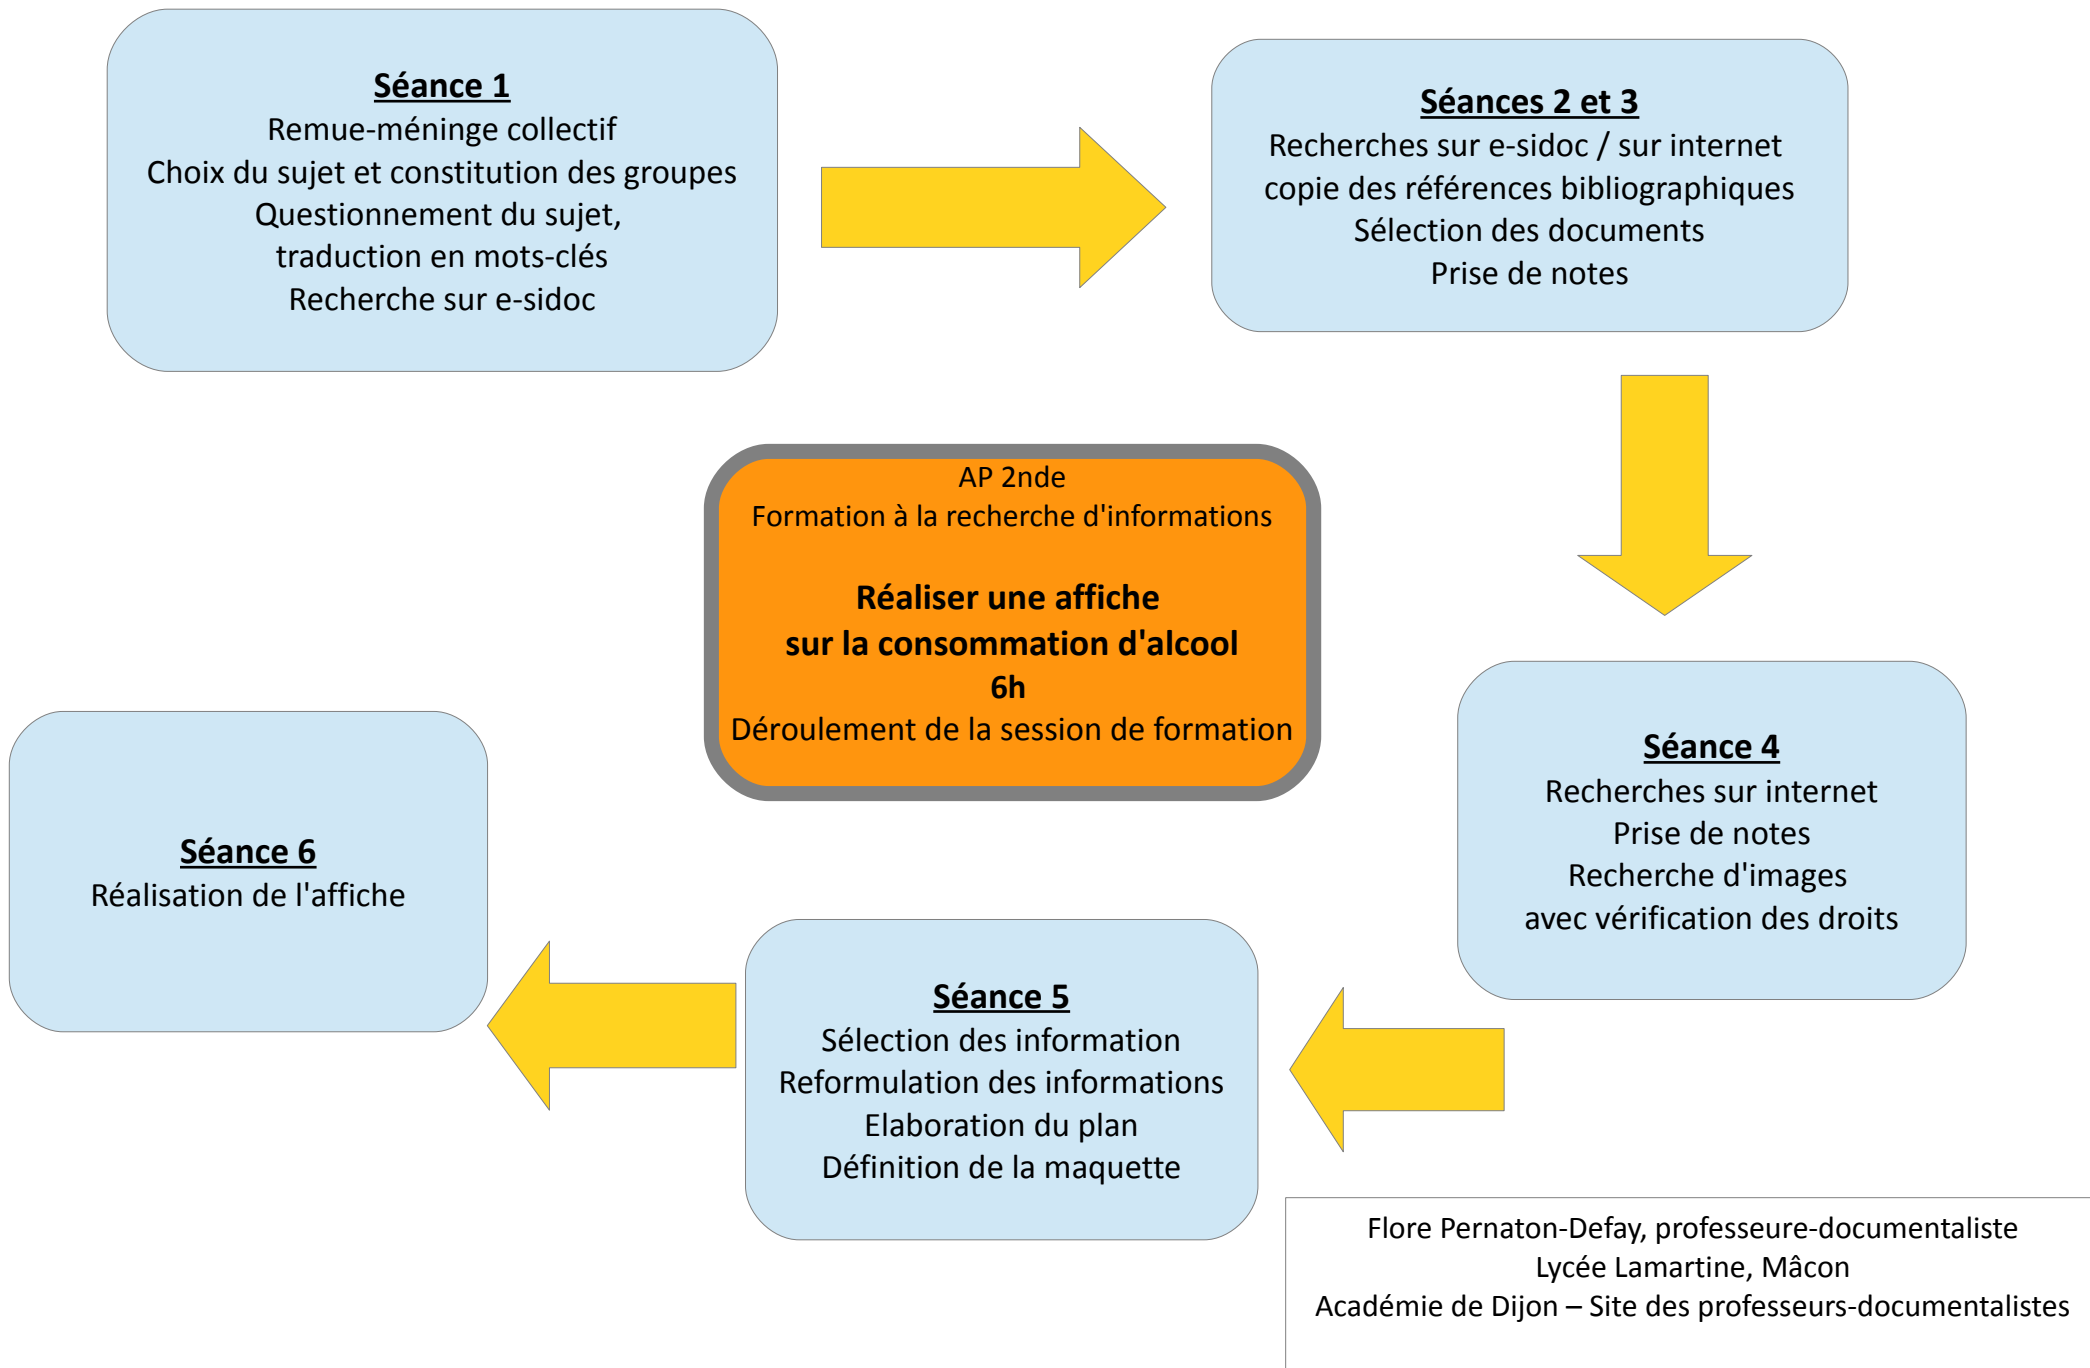 Séance 1
Remue-méninge collectif
Choix du sujet et constitution des groupes
Questionnement du sujet,
traduction en mots-clés
Recherche sur e-sidoc
Séances 2 et 3
Recherches sur e-sidoc / sur internet
copie des références bibliographiques
Sélection des documents
Prise de notes
AP 2nde
Formation à la recherche d'informations
Réaliser une affiche
sur la consommation d'alcool
6h
Déroulement de la session de formation
Séance 4
Recherches sur internet
Prise de notes
Recherche d'images
avec vérification des droits
Séance 5
Sélection des information
Reformulation des informations
Elaboration du plan
Définition de la maquette
Séance 6
Réalisation de l'affiche
Flore Pernaton-Defay, professeure-documentaliste
Lycée Lamartine, Mâcon
Académie de Dijon – Site des professeurs-documentalistes